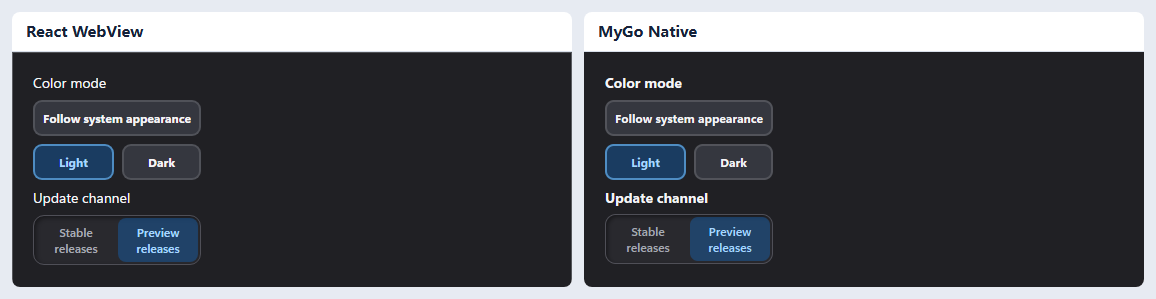 React WebView
Color mode
Follow system appearance
Light
Dark
Update channel
Stable
releases
Preview
releases
MyGo Native
Color mode
Follow system appearance
Light
Dark
Update channel
Stable
releases
Preview
releases